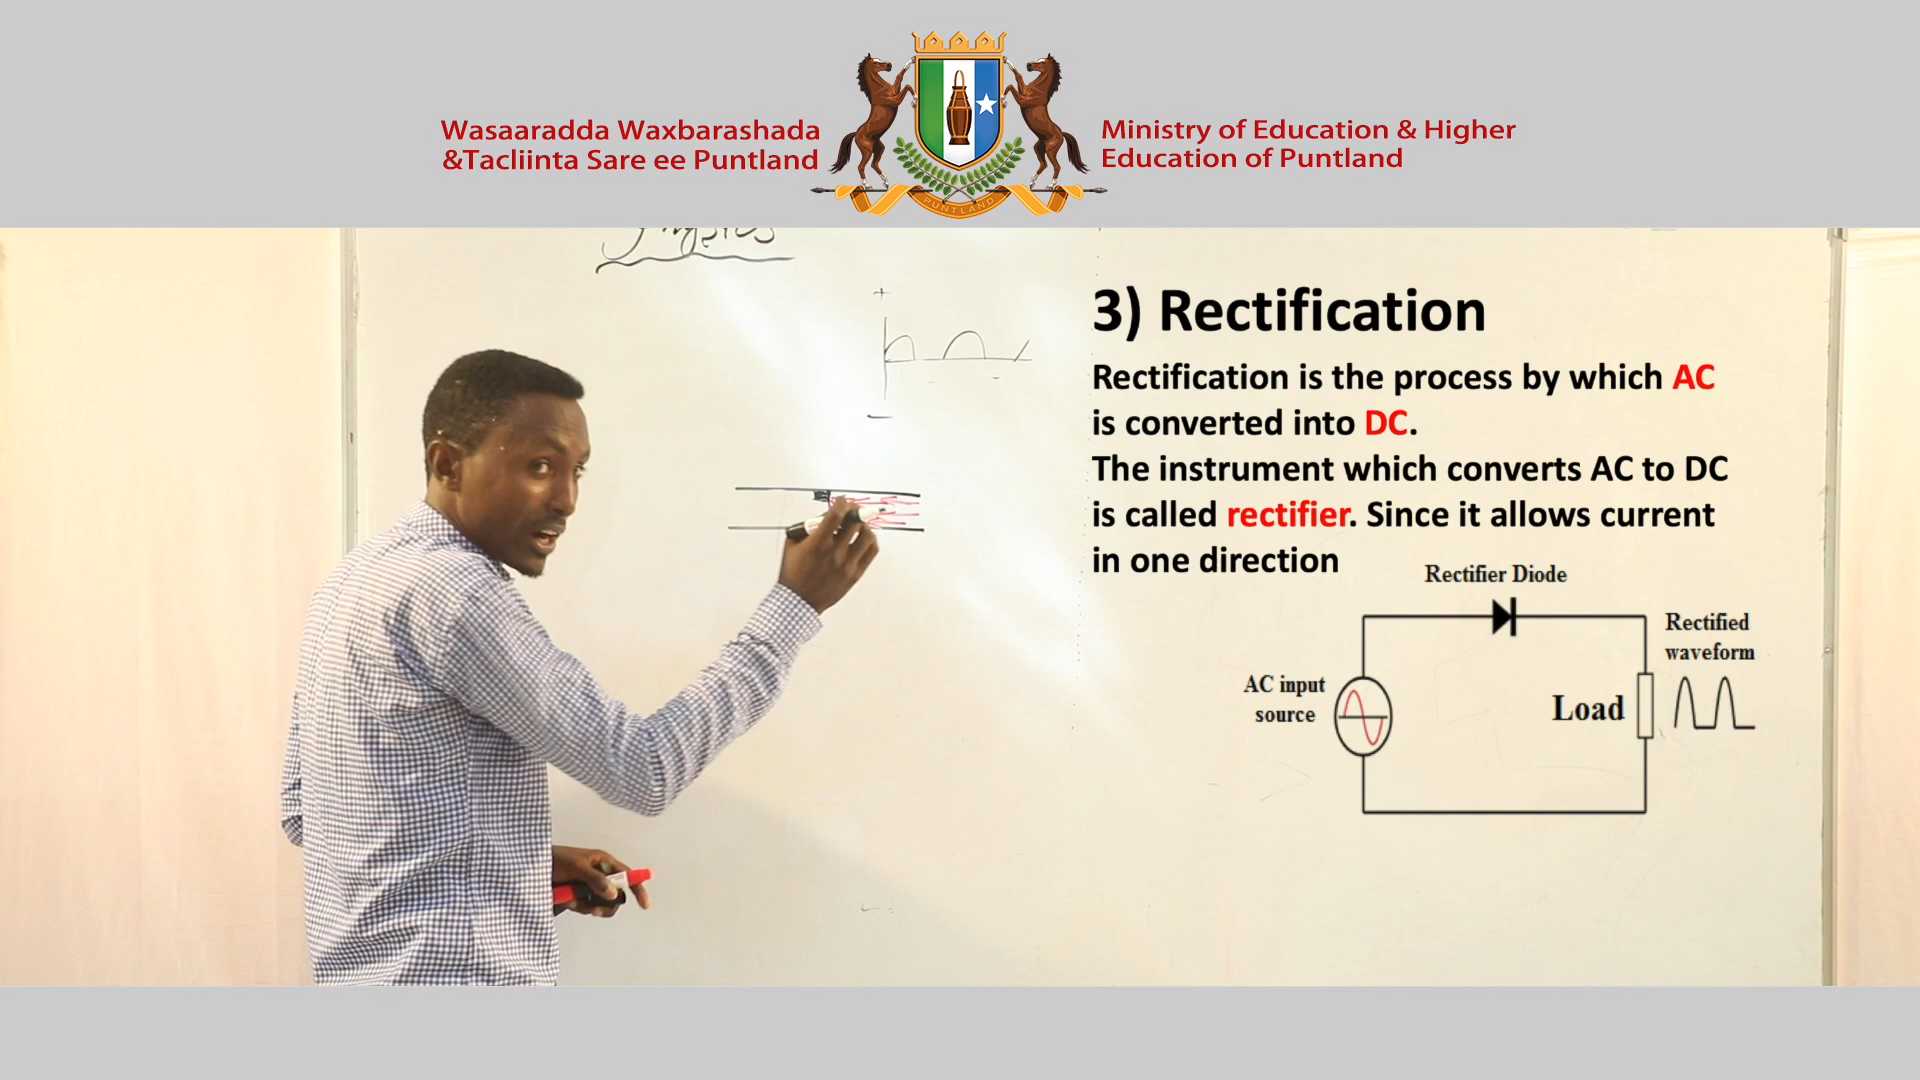 Wasaaradda Waxbarashada
&Tacliinta Sare ee Puntland
PUNTLAND
Ministry of Education & Higher
Education of Puntland
Physics
+
3) Rectification
Rectification is the process by which AC
is converted into DC.
The instrument which converts AC to DC
is called rectifier. Since it allows current
in one direction
Rectifier Diode
Rectified
waveform
AC input
source
Load